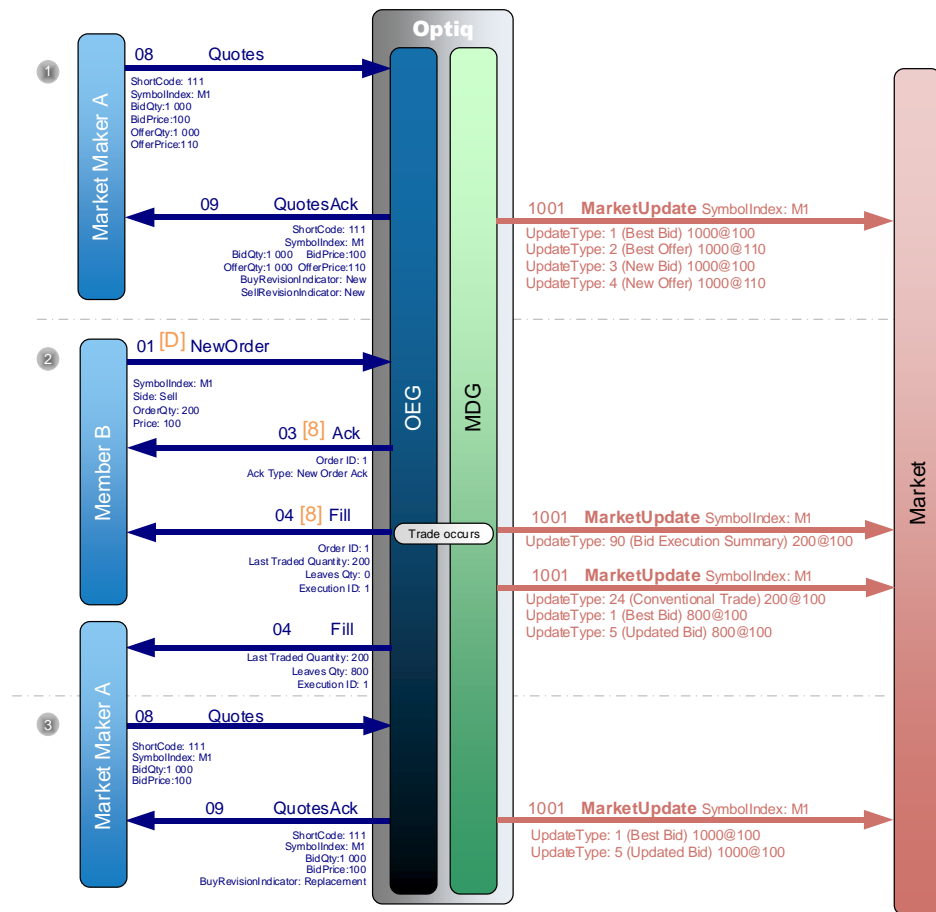 Optiq
OEG
MDG
Market
1
Market Maker A
08 Quotes
ShortCode: 111
SymbolIndex: M1
BidQty:1 000
BidPrice:100
OfferQty:1 000
OfferPrice:110
09 QuotesAck
ShortCode: 111
SymbolIndex: M1
BidQty:1 000 BidPrice:100
OfferQty:1 000 OfferPrice:110
BuyRevisionIndicator: New
SellRevisionIndicator: New
1001 MarketUpdate SymbolIndex: M1
UpdateType: 1 (Best Bid) 1000@100
UpdateType: 2 (Best Offer) 1000@110
UpdateType: 3 (New Bid) 1000@100
UpdateType: 4 (New Offer) 1000@110
2
Member B
01 [D] NewOrder
SymbolIndex: M1
Side: Sell
OrderQty: 200
Price: 100
03 [8] Ack
Order ID: 1
Ack Type: New Order Ack
04 [8] Fill
Order ID: 1
Last Traded Quantity: 200
Leaves Qty: 0
Execution ID: 1
Trade occurs
1001 MarketUpdate SymbolIndex: M1
UpdateType: 90 (Bid Execution Summary) 200@100
1001 MarketUpdate SymbolIndex: M1
UpdateType: 24 (Conventional Trade) 200@100
UpdateType: 1 (Best Bid) 800@100
UpdateType: 5 (Updated Bid) 800@100
Market Maker A
04 Fill
Last Traded Quantity: 200
Leaves Qty: 800
Execution ID: 1
3
08 Quotes
ShortCode: 111
SymbolIndex: M1
BidQty:1 000
BidPrice:100
09 QuotesAck
ShortCode: 111
SymbolIndex: M1
BidQty:1 000
BidPrice:100
BuyRevisionIndicator: Replacement
1001 MarketUpdate SymbolIndex: M1
UpdateType: 1 (Best Bid) 1000@100
UpdateType: 5 (Updated Bid) 1000@100